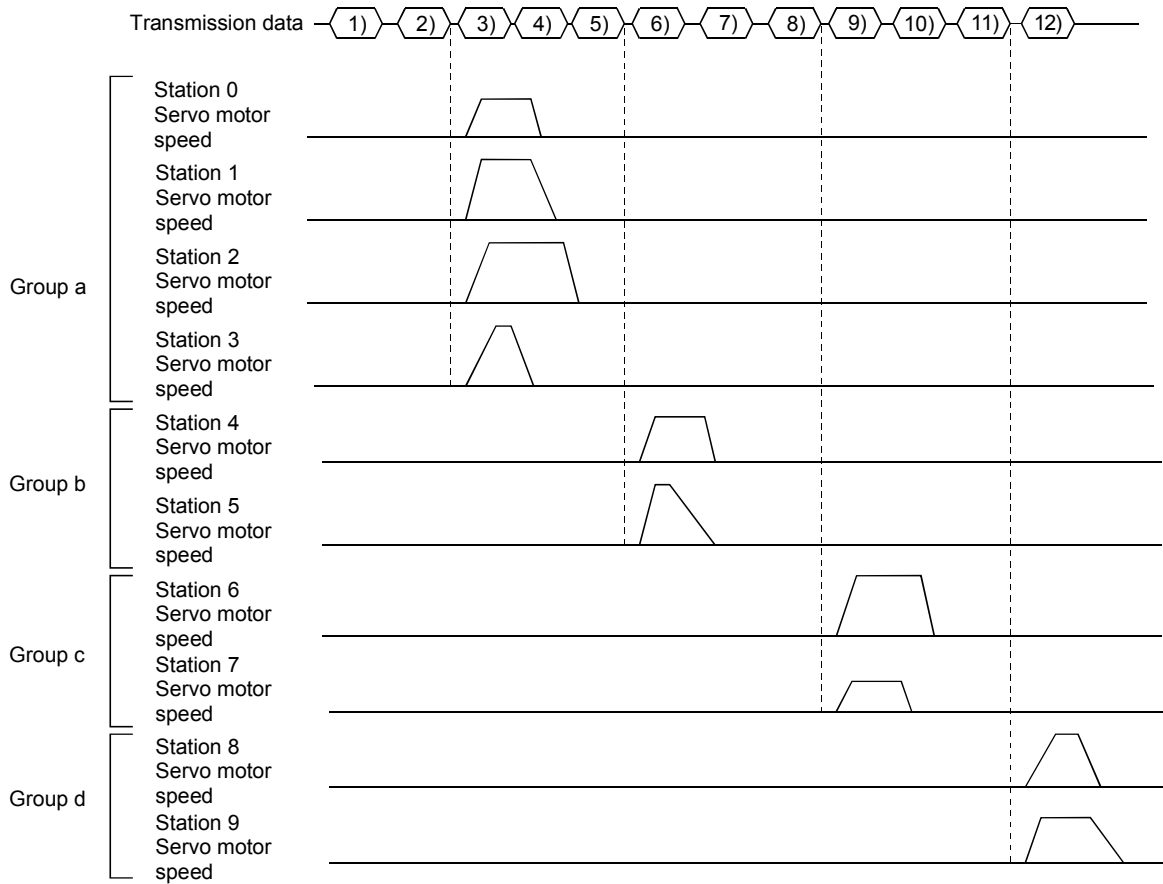 Transmission data 1) 2) 3) 4) 5) 6) 7) 8) 9) 10) 11) 12)
Group a
Station 0
Servo motor
speed
Station 1
Servo motor
speed
Station 2
Servo motor
speed
Station 3
Servo motor
speed
Group b
Station 4
Servo motor
speed
Station 5
Servo motor
speed
Group c
Station 6
Servo motor
speed
Station 7
Servo motor
speed
Group d
Station 8
Servo motor
speed
Station 9
Servo motor
speed